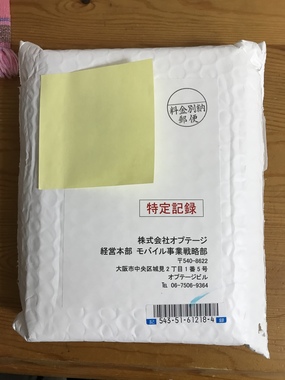 料金別納
郵便
特定記録
株式会社オプテージ
経営本部 モバイル事業戦略部
〒540-8622
大阪市中央区城見2丁目1番5号
オプテージビル
℡ 06-7506-9364
543-51-61218-4